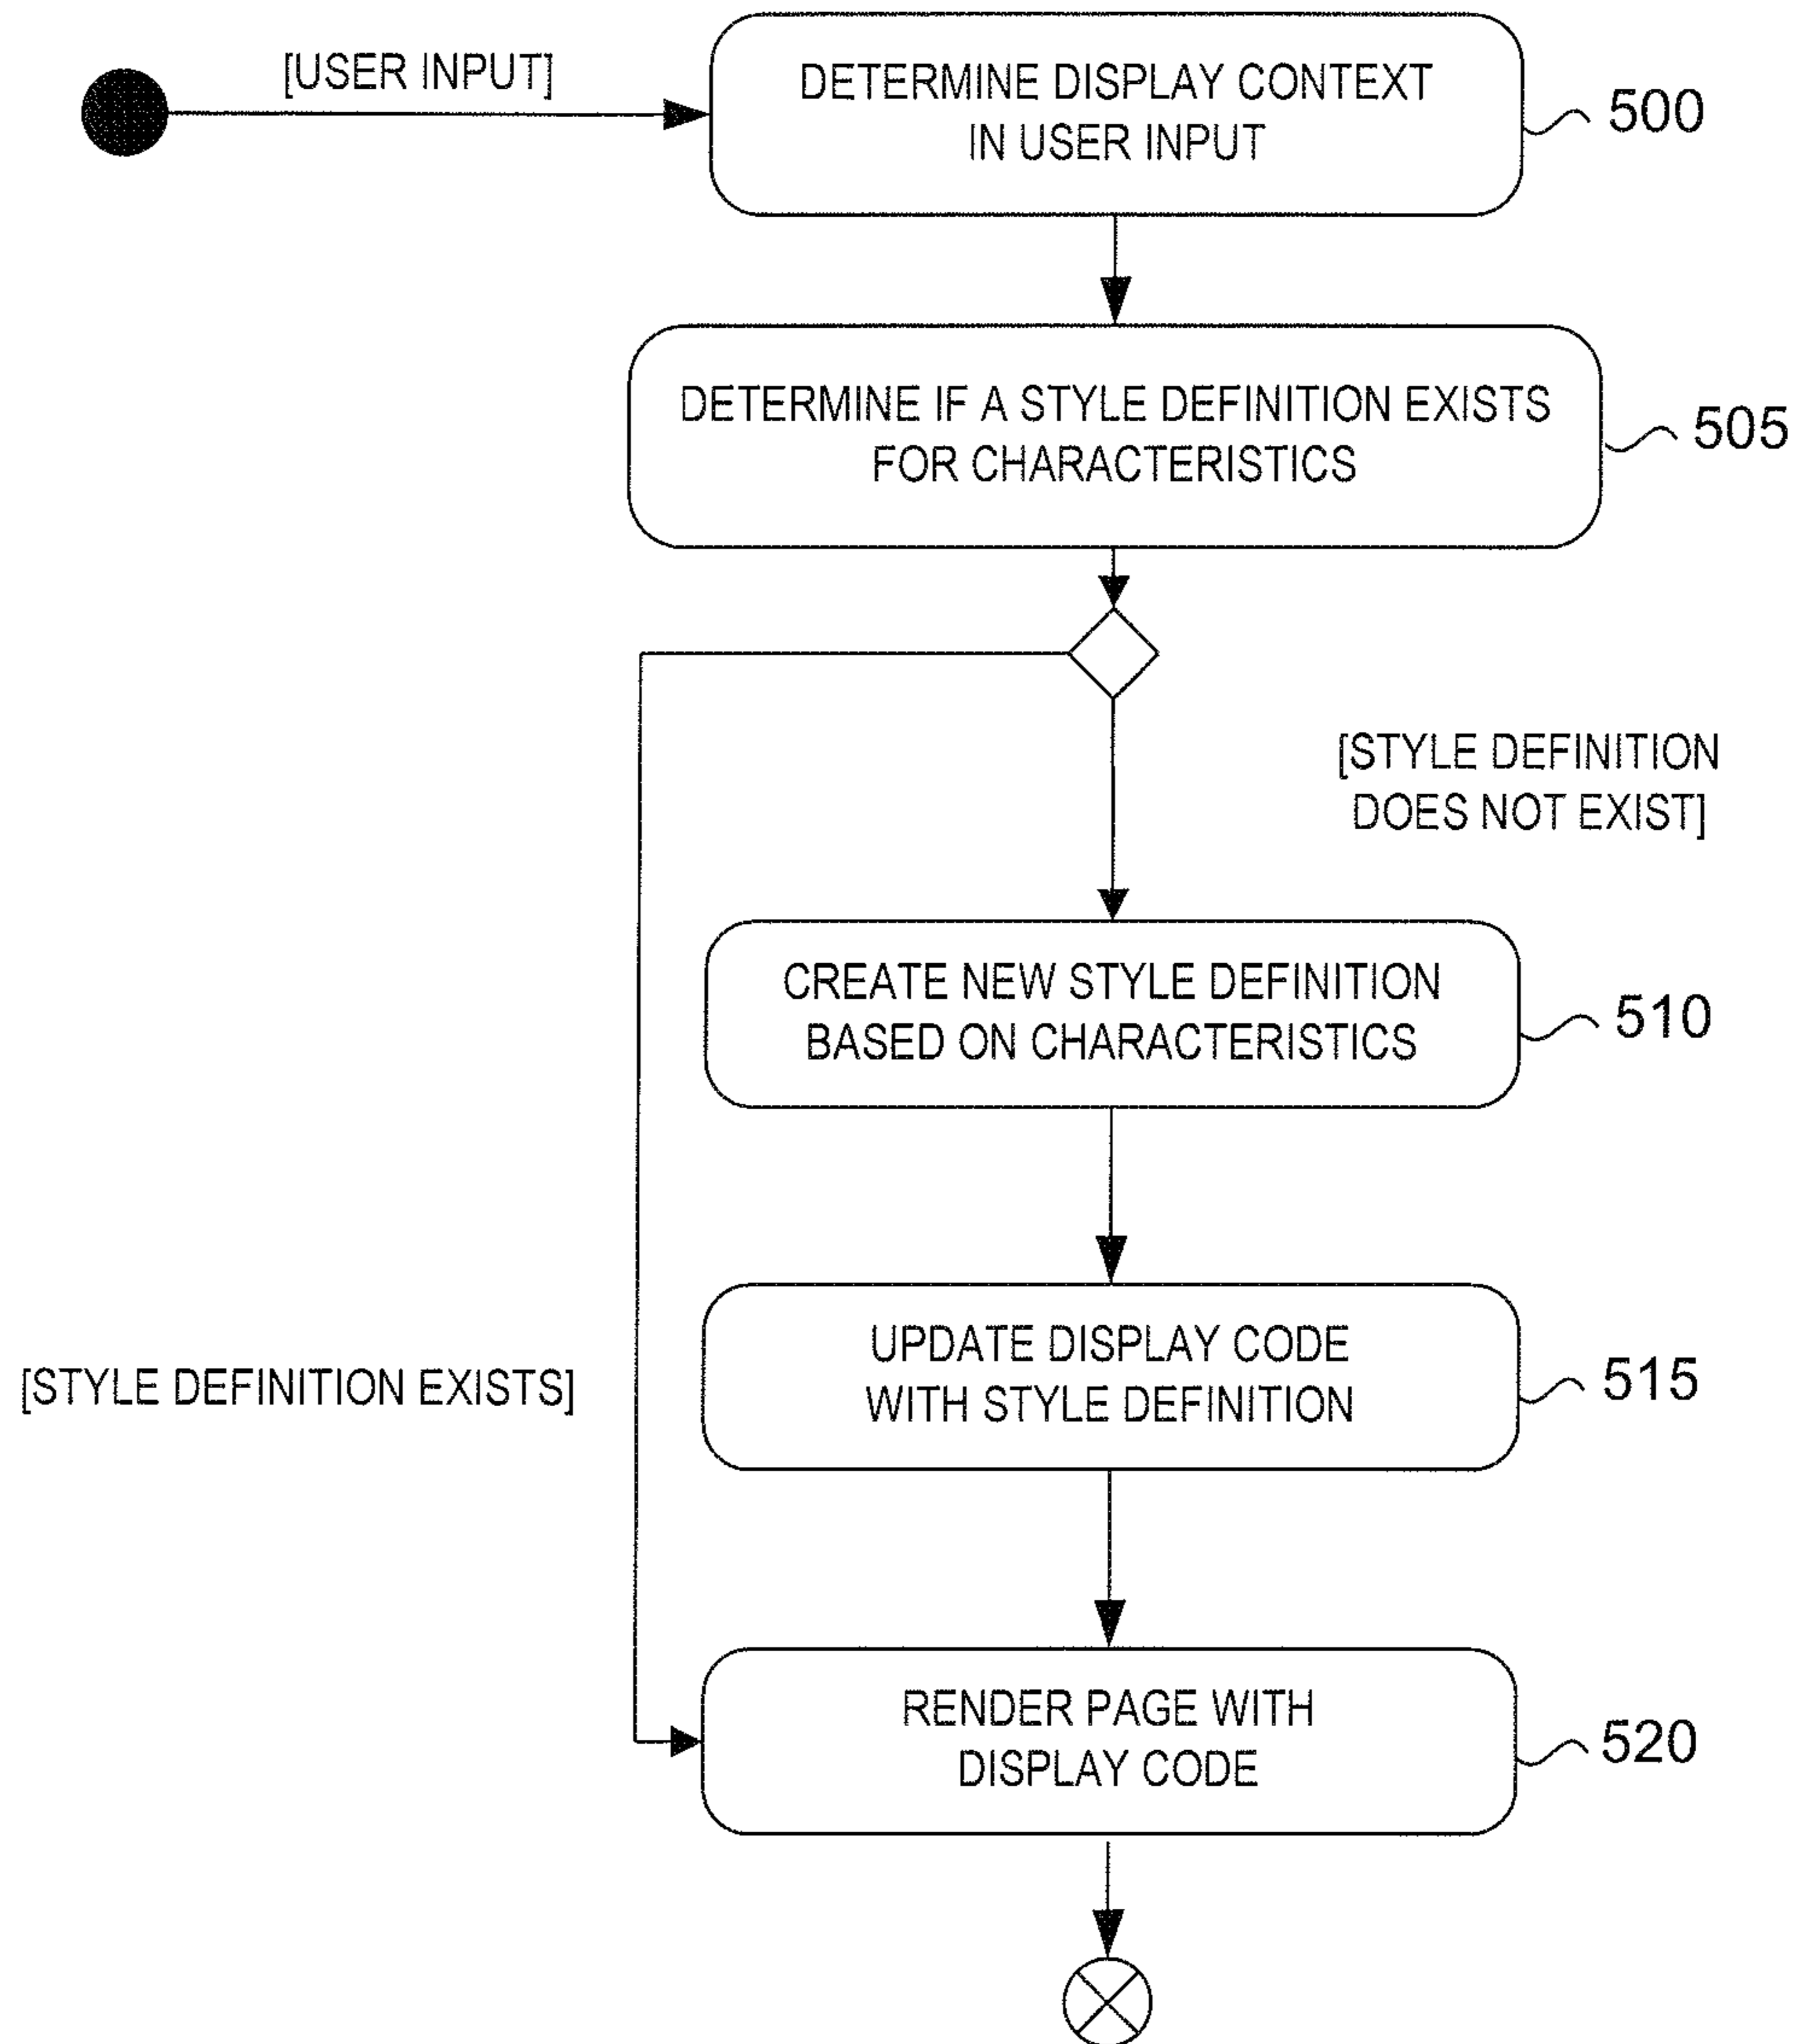 [USER INPUT]
DETERMINE DISPLAY CONTEXT
IN USER INPUT
500
DETERMINE IF A STYLE DEFINITION EXISTS
FOR CHARACTERISTICS
505
[STYLE DEFINITION
DOES NOT EXIST]
CREATE NEW STYLE DEFINITION
BASED ON CHARACTERISTICS
510
UPDATE DISPLAY CODE
WITH STYLE DEFINITION
515
[STYLE DEFINITION EXISTS]
RENDER PAGE WITH
DISPLAY CODE
520